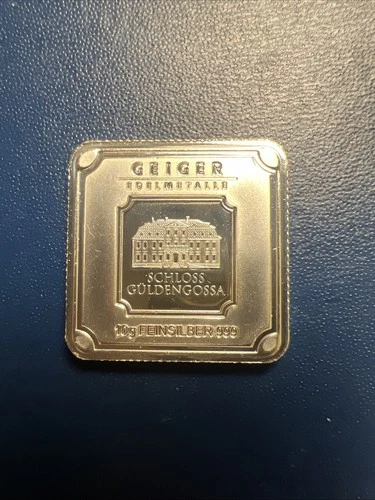 GEIGER
EDELMETALLE
SCHLOSS
GÜLDENGOSSA
10g FEINSILBER 999